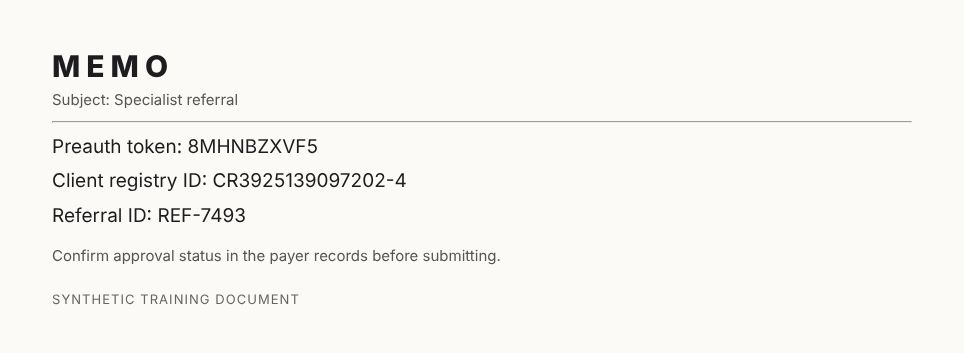 MEMO
Subject: Specialist referral
Preauth token: 8MHNBZXVF5
Client registry ID: CR3925139097202-4
Referral ID: REF-7493
Confirm approval status in the payer records before submitting.
SYNTHETIC TRAINING DOCUMENT